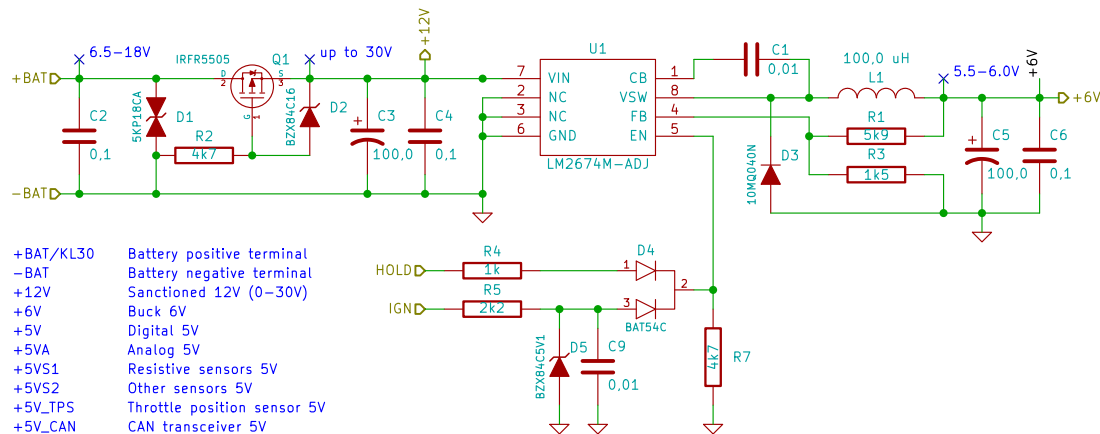 +12V
6.5-18V
IRFR5505
Q1
up to 30V
U1
C1
0,01
100,0 uH
L1
5.5-6.0V
+6V
+BAT
D
2
S
3
G
1
7
VIN
CB
1
2
NC
VSW
8
3
NC
FB
4
6
GND
EN
5
LM2674M-ADJ
+6V
C2
0,1
5KP18CA
D1
R2
4k7
BZX84C16
D2
C3
+
100,0
C4
0,1
R1
5k9
R3
1k5
D3
10MQ040N
C5
+
100,0
C6
0,1
-BAT
+BAT/KL30 Battery positive terminal
-BAT Battery negative terminal
+12V Sanctioned 12V (0-30V)
+6V Buck 6V
+5V Digital 5V
+5VA Analog 5V
+5VS1 Resistive sensors 5V
+5VS2 Other sensors 5V
+5V_TPS Throttle position sensor 5V
+5V_CAN CAN transceiver 5V
HOLD
R4
1k
D4
1
2
IGN
R5
2k2
3
BAT54C
BZX84C5V1
D5
C9
0,01
4k7
R7